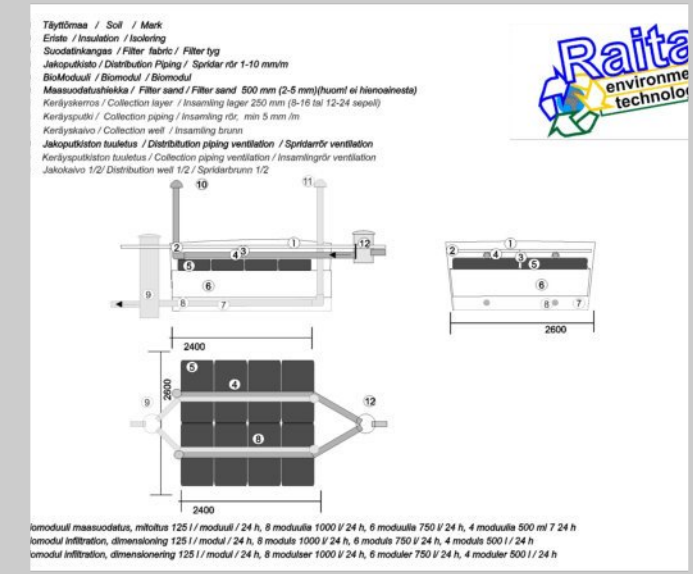 Täyttömaa / Soil / Mark
Eriste / Insulation / Isolering
Suodatinkangas / Filter fabric / Filter tyg
Jakoputkisto / Distribution Piping / Spridar rör 1-10 mm/m
BioModuuli / Biomodul / Biomodul
Maasuodatushiekka / Filter sand / Filter sand 500 mm (2-5 mm)(huom! ei hienoainesta)
Keräyskerros / Collection layer / Insamling lager 250 mm (8-16 tai 12-24 sepeli)
Keräysputki / Collection piping / Insamling rör, min 5 mm /m
Keräyskaivo / Collection well / Insamling brunn
Jakoputkiston tuuletus / Distribitution piping ventilation / Spridarrör ventilation
Keräysputkiston tuuletus / Collection piping ventilation / Insamlingrör ventilation
Jakokaivo 1/2/ Distribution well 1/2 / Spridarbrunn 1/2
Raita
environme
technolog
10 11
2 3 1 12
4
5
6
9 8 7
2400
1
2 4 3
5
6
8 7
2600
5
4
2600
9 12
8
2400
iomoduuli maasuodatus, mitoitus 125 l / moduuli / 24 h, 8 moduulia 1000 l/ 24 h, 6 moduulia 750 l/ 24 h, 4 moduulia 500 ml 7 24 h
iomodul infiltration, dimensioning 125 l / modul / 24 h, 8 moduls 1000 l/ 24 h, 6 moduls 750 l/ 24 h, 4 moduls 500 l / 24 h
iomodul infiltration, dimensionering 125 l / modul / 24 h, 8 modulser 1000 l/ 24 h, 6 moduler 750 l/ 24 h, 4 moduler 500 l / 24 h